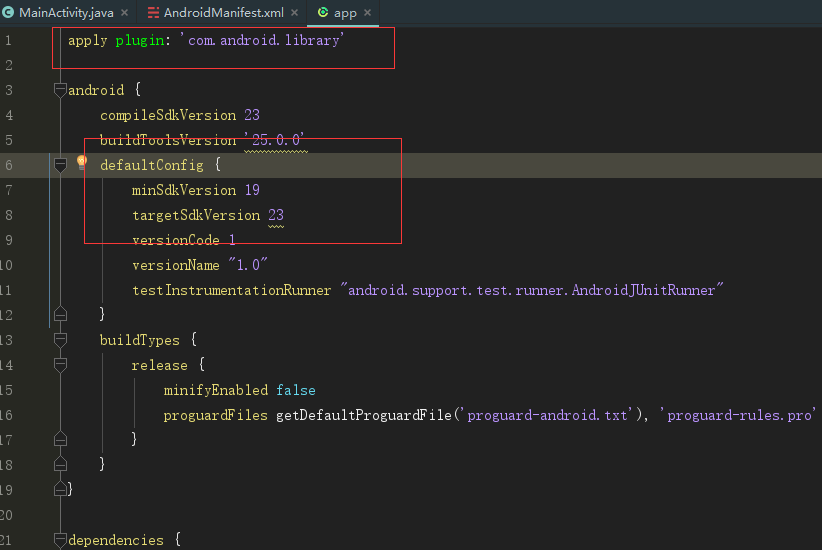 MainActivity.java × AndroidManifest.xml × app ×
1 apply plugin: 'com.android.library'
2
3 android {
4 compileSdkVersion 23
5 buildToolsVersion '25.0.0'
6 defaultConfig {
7 minSdkVersion 19
8 targetSdkVersion 23
9 versionCode 1
10 versionName "1.0"
11 testInstrumentationRunner "android.support.test.runner.AndroidJUnitRunner"
12 }
13 buildTypes {
14 release {
15 minifyEnabled false
16 proguardFiles getDefaultProguardFile('proguard-android.txt'), 'proguard-rules.pro'
17 }
18 }
19 }
20
21 dependencies {